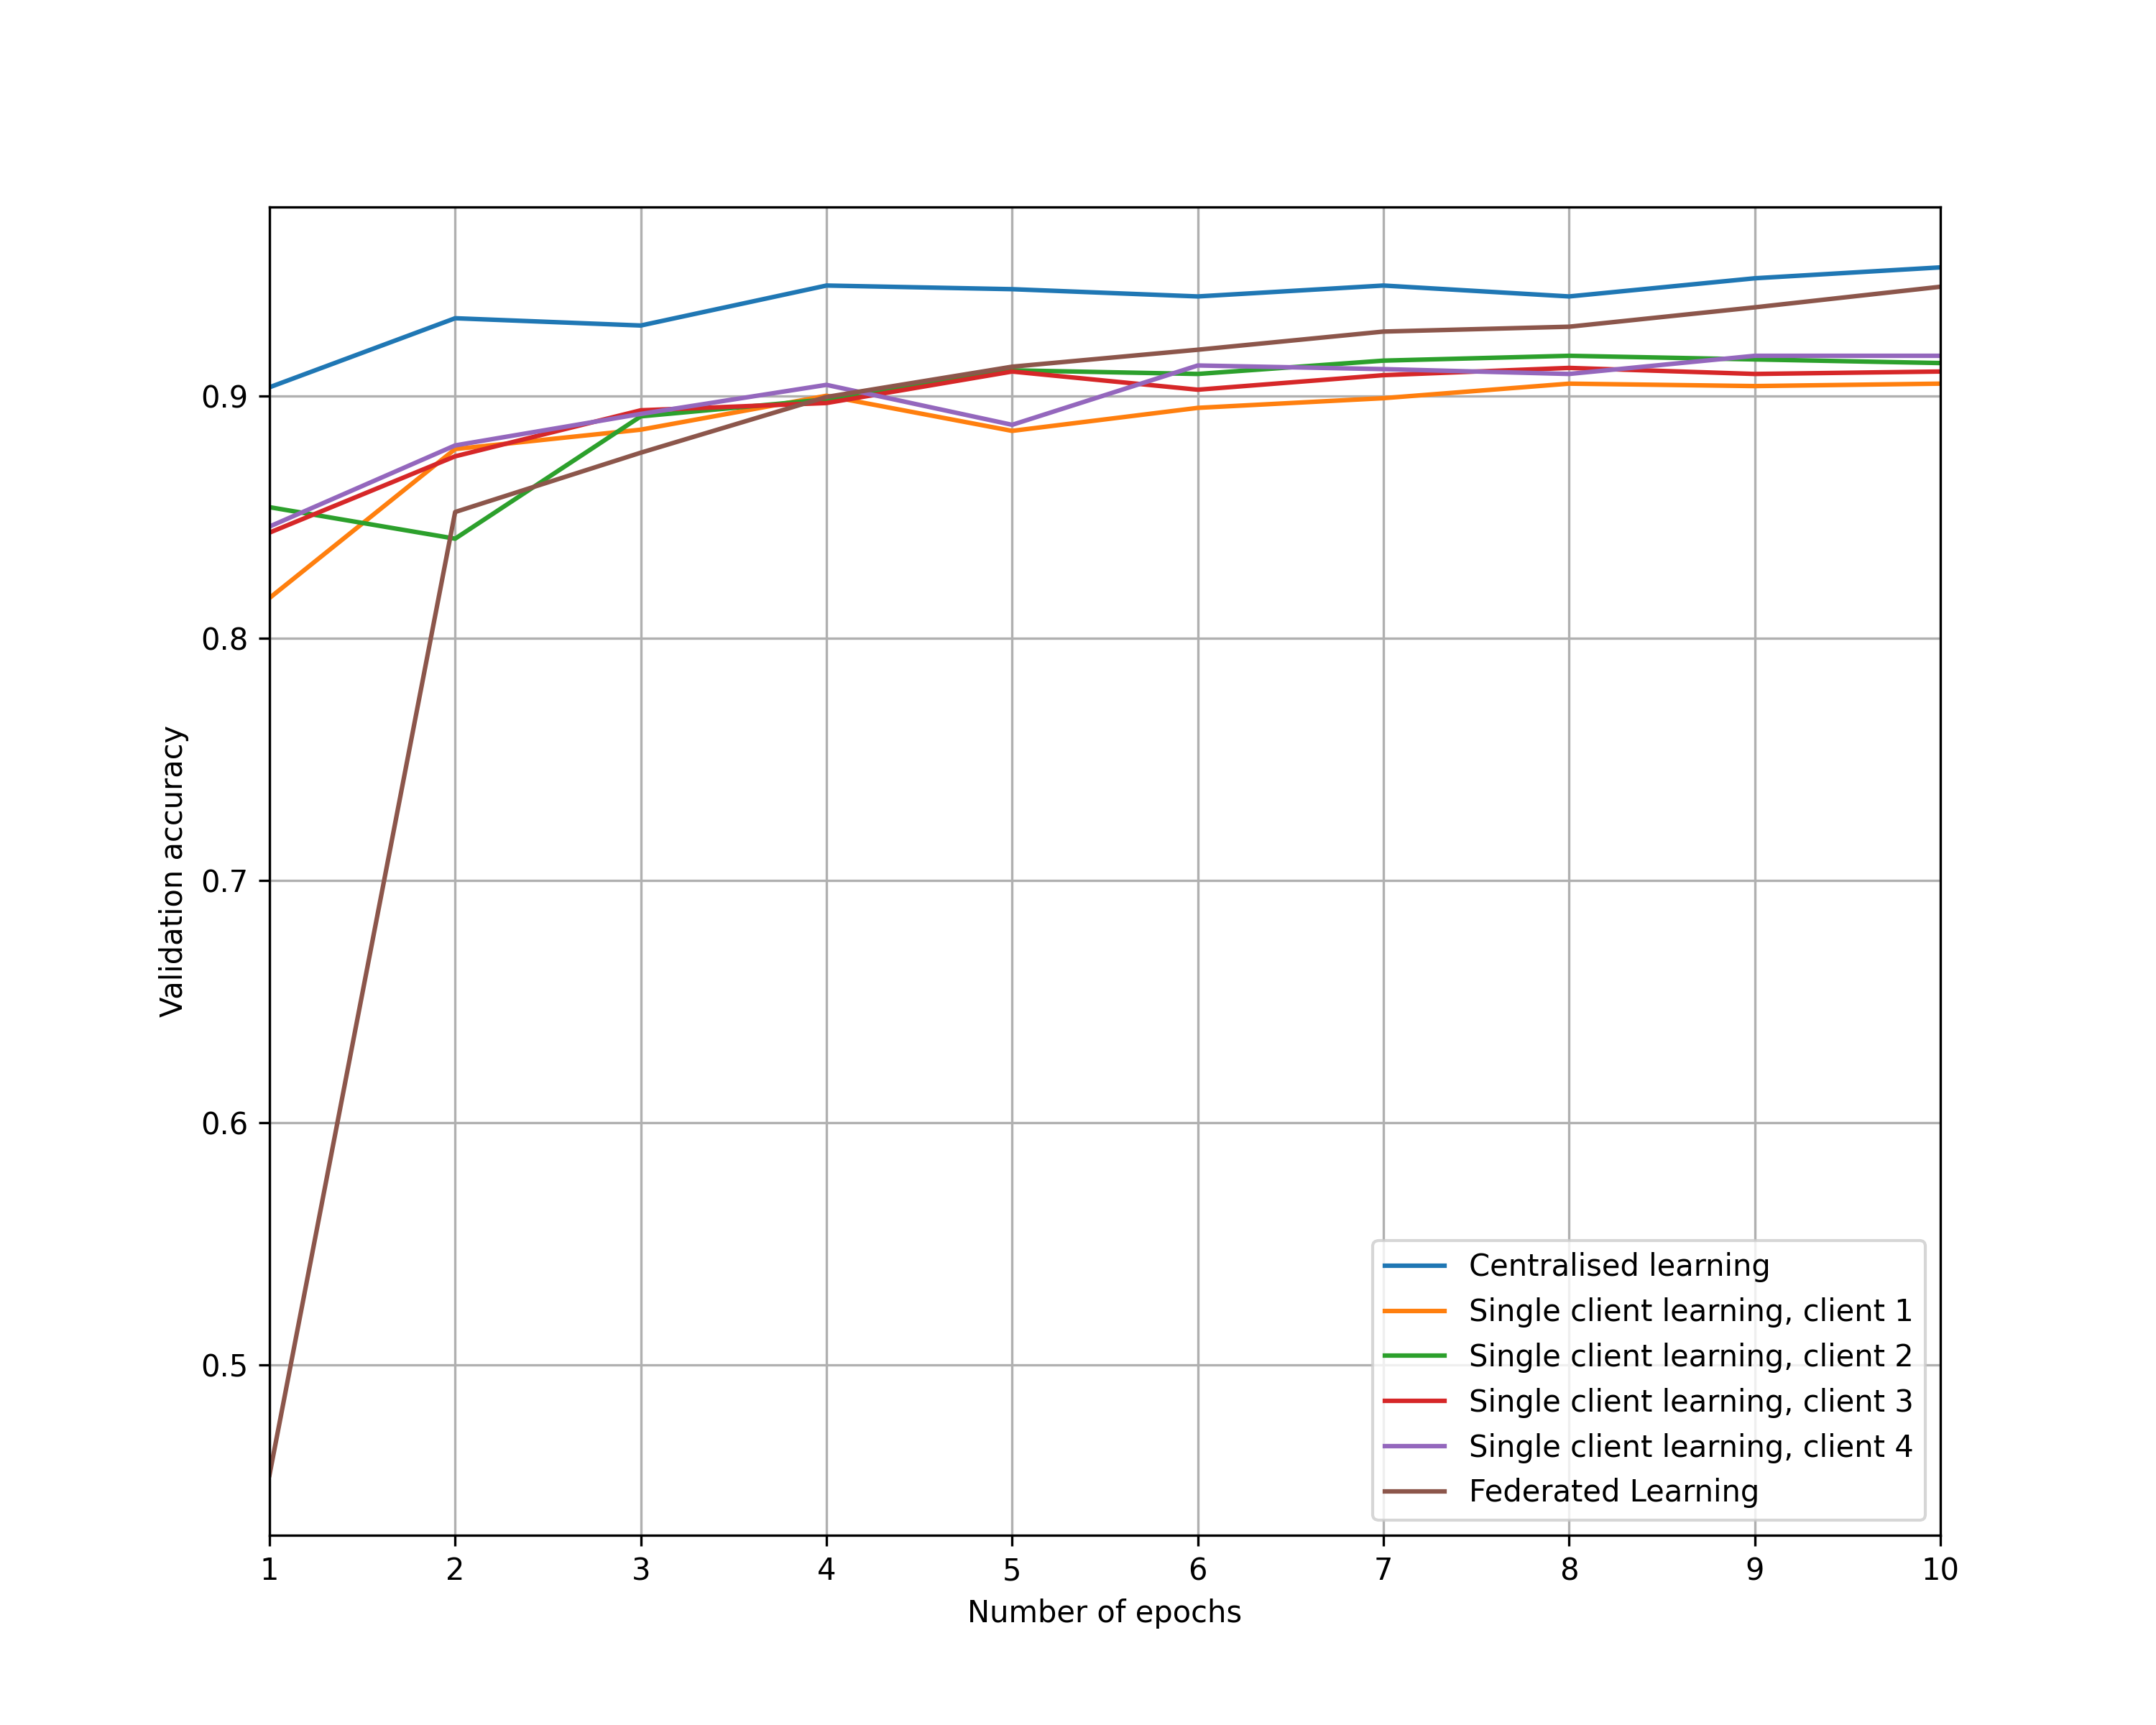 0.9
0.8
0.7
0.6
0.5
Validation accuracy
1 2 3 4 5 6 7 8 9 10
Number of epochs
Centralised learning
Single client learning, client 1
Single client learning, client 2
Single client learning, client 3
Single client learning, client 4
Federated Learning